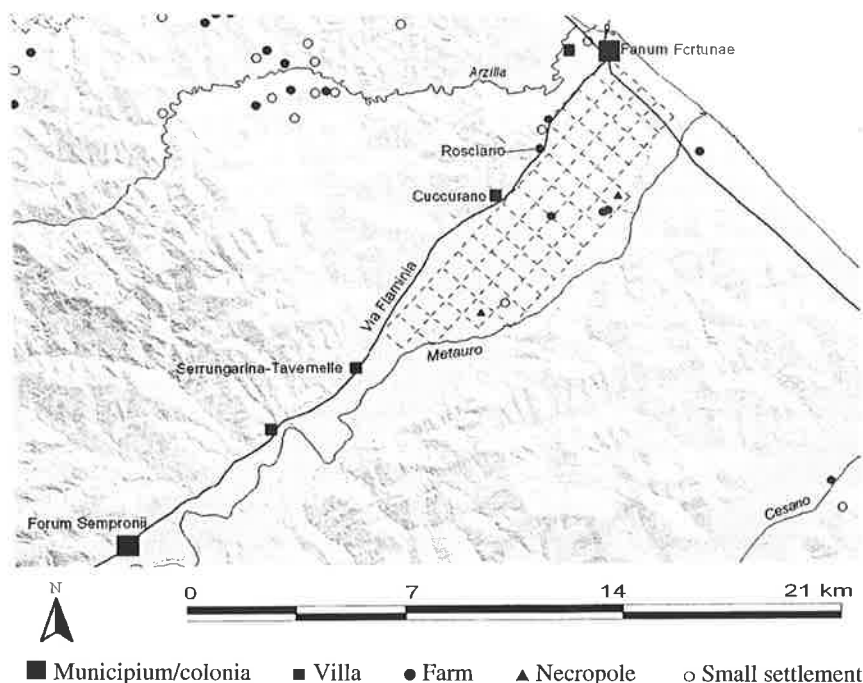 Fanum Fcrtunae
Arzilla
Rosciano
Cuccurano
Via Flaminia
Metauro
Serrungarina-Tavernelle
Forum Sempronii
Cesano
N
0 7 14 21 km
Municipium/colonia Villa Farm Necropole Small settlement